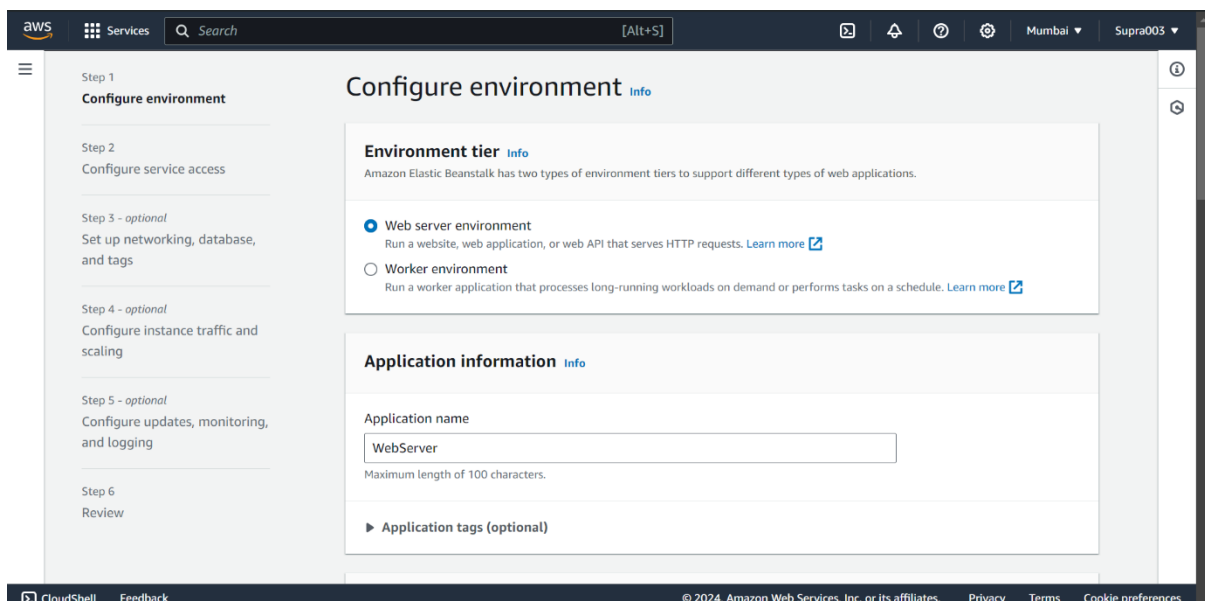 aws
Services
Search
[Alt+S]
Mumbai ▼
Supra003 ▼
Step 1
Configure environment
Step 2
Configure service access
Step 3 - optional
Set up networking, database,
and tags
Step 4 - optional
Configure instance traffic and
scaling
Step 5 - optional
Configure updates, monitoring,
and logging
Step 6
Review
Configure environment Info
Environment tier Info
Amazon Elastic Beanstalk has two types of environment tiers to support different types of web applications.
Web server environment
Run a website, web application, or web API that serves HTTP requests. Learn more
Worker environment
Run a worker application that processes long-running workloads on demand or performs tasks on a schedule. Learn more
Application information Info
Application name
WebServer
Maximum length of 100 characters.
▶ Application tags (optional)
CloudShell
Feedback
© 2024, Amazon Web Services, Inc. or its affiliates.
Privacy
Terms
Cookie preferences